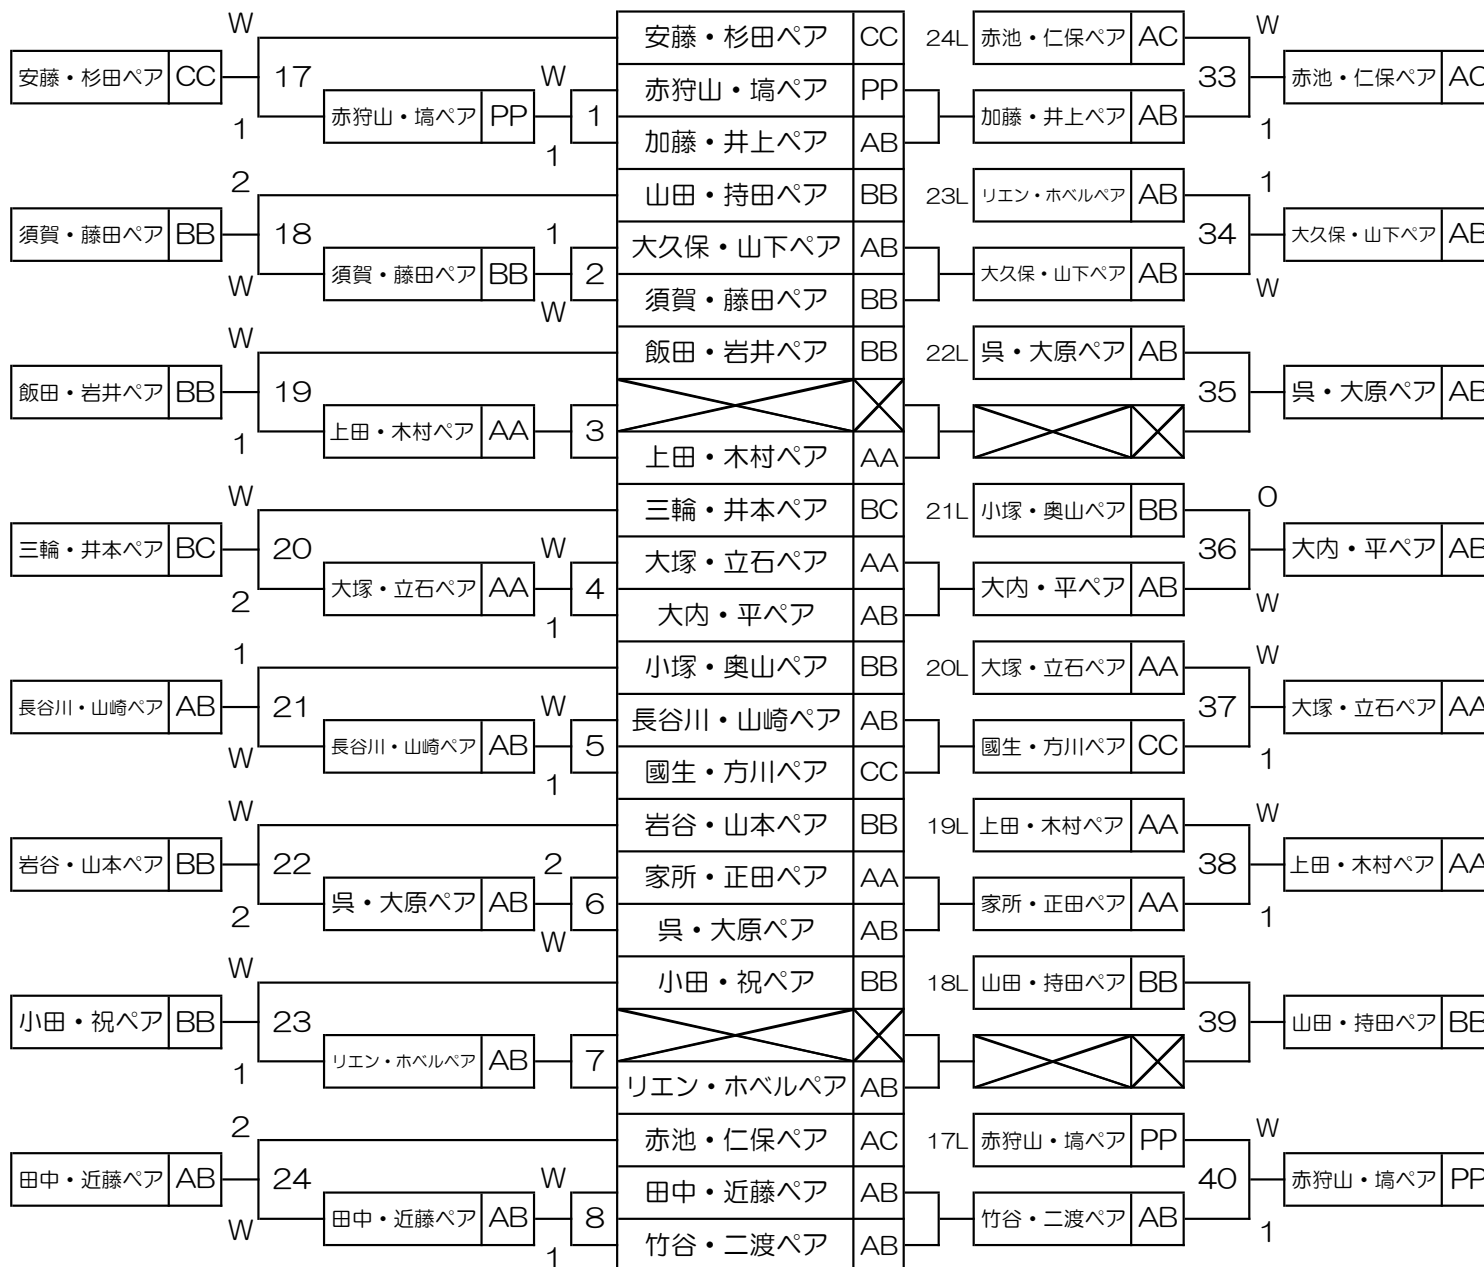 W
安藤・杉田ペア CC 24L 赤池・仁保ペア AC W
安藤・杉田ペア CC 17 W 赤狩山・塙ペア PP 33 赤池・仁保ペア AC
赤狩山・塙ペア PP 1 加藤・井上ペア AB
1 1 加藤・井上ペア AB 1
2 山田・持田ペア BB 23L リエン・ホベルペア AB 1
須賀・藤田ペア BB 18 1 大久保・山下ペア AB 34 大久保・山下ペア AB
須賀・藤田ペア BB 2 大久保・山下ペア AB
W W 須賀・藤田ペア BB W
W 飯田・岩井ペア BB 22L 呉・大原ペア AB
飯田・岩井ペア BB 19 35 呉・大原ペア AB
上田・木村ペア AA 3
1 上田・木村ペア AA
W 三輪・井本ペア BC 21L 小塚・奥山ペア BB 0
三輪・井本ペア BC 20 W 大塚・立石ペア AA 36 大内・平ペア AB
大塚・立石ペア AA 4 大内・平ペア AB
2 1 大内・平ペア AB W
1 小塚・奥山ペア BB 20L 大塚・立石ペア AA W
長谷川・山崎ペア AB 21 W 長谷川・山崎ペア AB 37 大塚・立石ペア AA
長谷川・山崎ペア AB 5 國生・方川ペア CC
W 1 國生・方川ペア CC 1
W 岩谷・山本ペア BB 19L 上田・木村ペア AA W
岩谷・山本ペア BB 22 2 家所・正田ペア AA 38 上田・木村ペア AA
呉・大原ペア AB 6 家所・正田ペア AA
2 W 呉・大原ペア AB 1
W 小田・祝ペア BB 18L 山田・持田ペア BB
小田・祝ペア BB 23 39 山田・持田ペア BB
リエン・ホベルペア AB 7
1 リエン・ホベルペア AB
2 赤池・仁保ペア AC 17L 赤狩山・塙ペア PP W
田中・近藤ペア AB 24 W 田中・近藤ペア AB 40 赤狩山・塙ペア PP
田中・近藤ペア AB 8 竹谷・二渡ペア AB
W 1 竹谷・二渡ペア AB 1